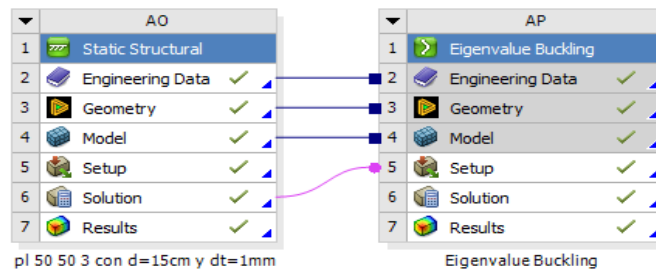 AO
1 Static Structural
2 Engineering Data
3 Geometry
4 Model
5 Setup
6 Solution
7 Results
pl 50 50 3 con d=15cm y dt=1mm
AP
1 Eigenvalue Buckling
2 Engineering Data
3 Geometry
4 Model
5 Setup
6 Solution
7 Results
Eigenvalue Buckling